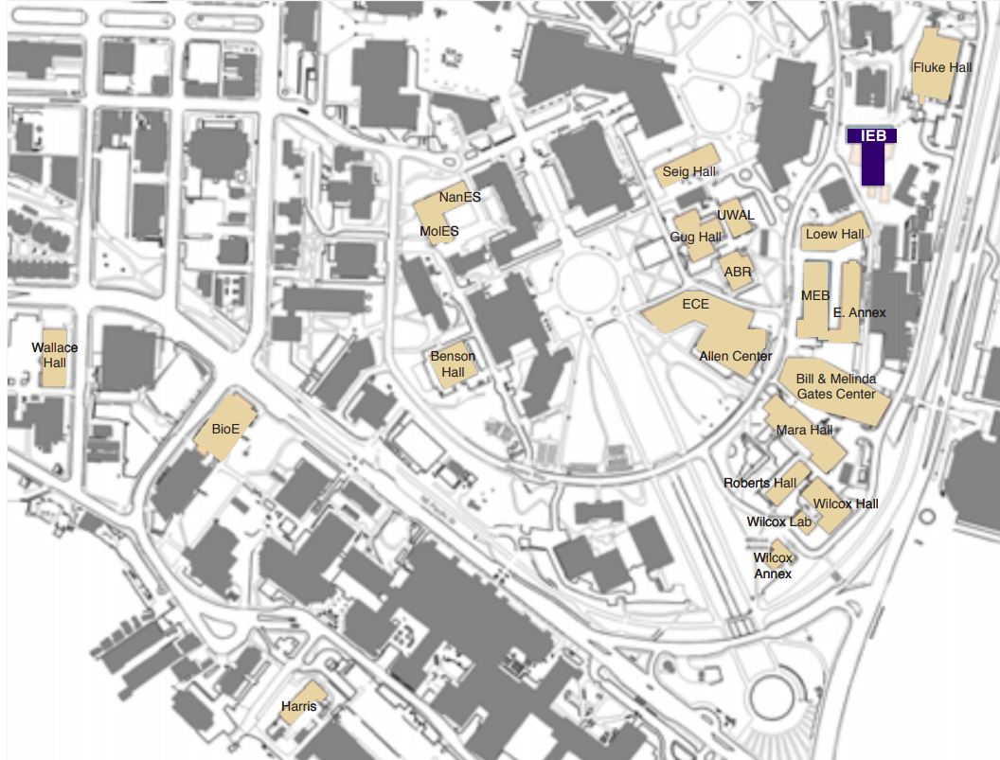 Fluke Hall
IEB
Seig Hall
NanES
UWAL
MolES
Gug Hall
Loew Hall
ABR
MEB
ECE
E. Annex
Wallace
Hall
Benson
Hall
Allen Center
Bill & Melinda
Gates Center
BioE
Mara Hall
Roberts Hall
Wilcox Hall
Wilcox Lab
Wilcox
Annex
Harris